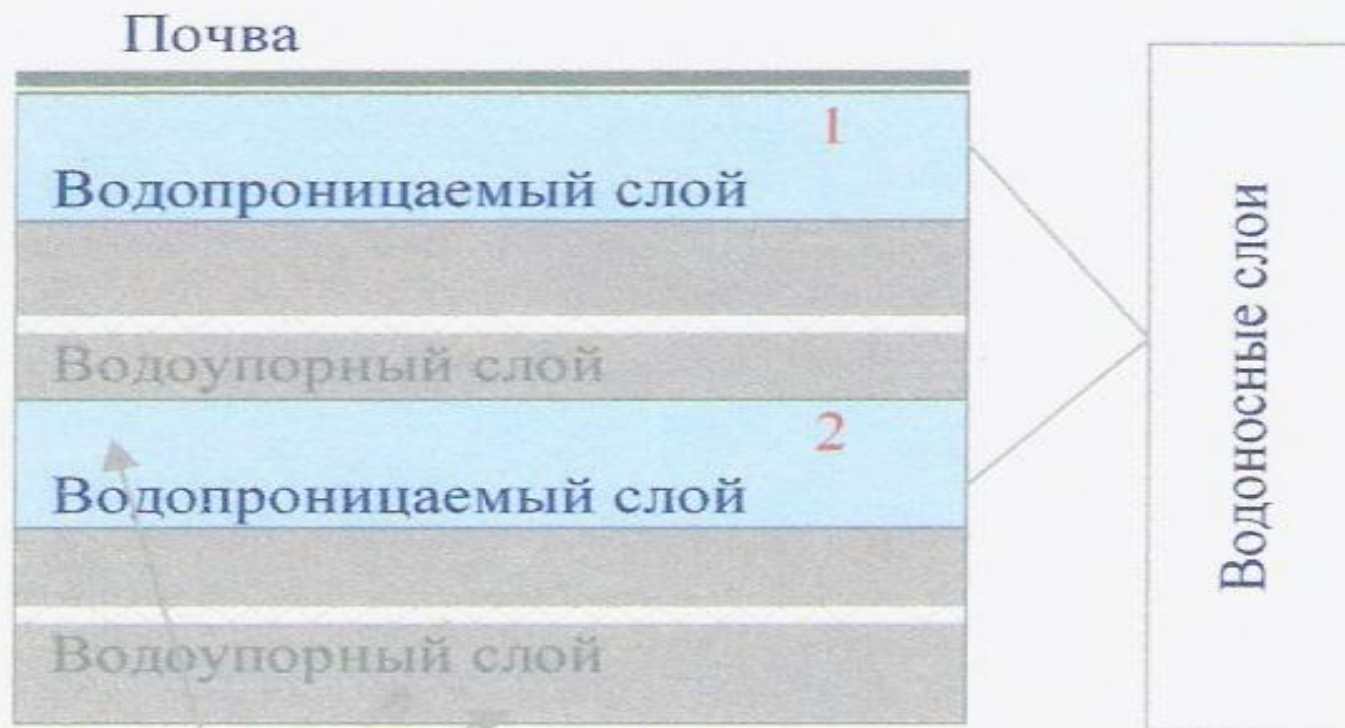 Почва
1
Водопроницаемый слой
Водоупорный слой
2
Водопроницаемый слой
Водоупорный слой
Водоносные слои